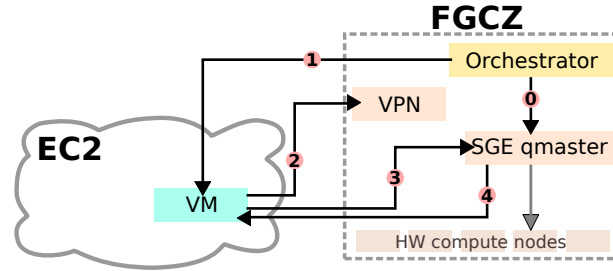 FGCZ
1
Orchestrator
0
VPN
EC2
2
SGE qmaster
3
4
VM
HW compute nodes